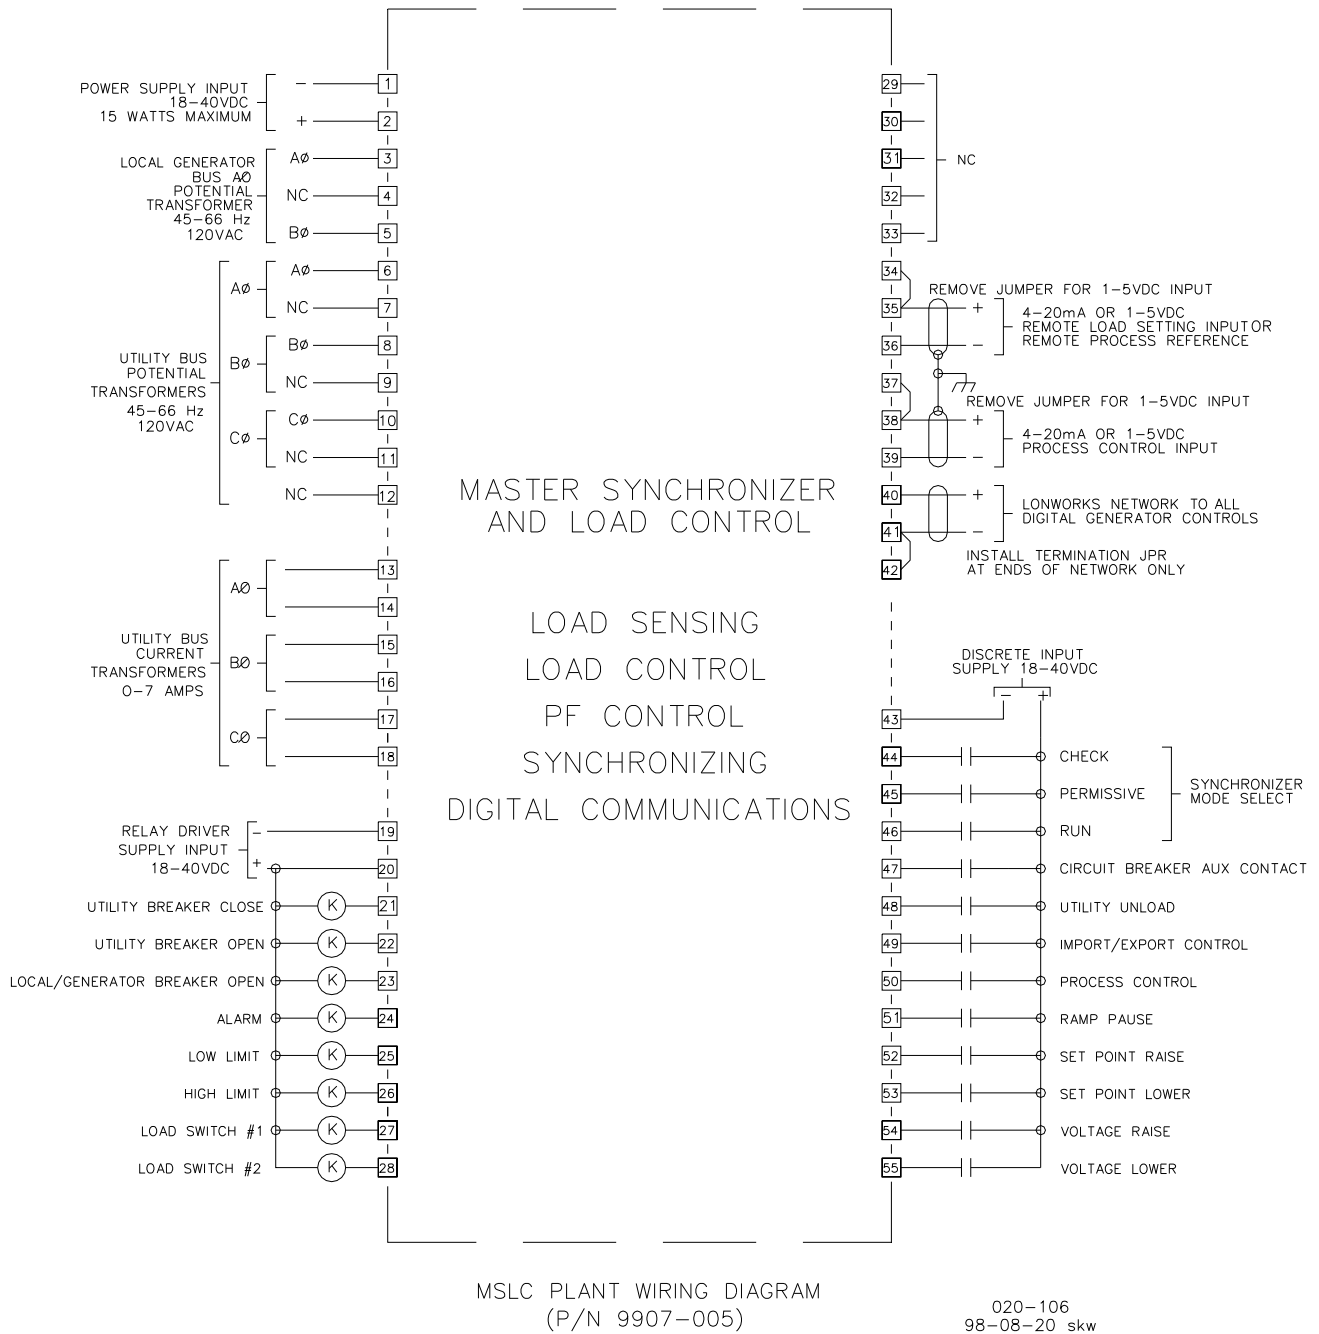 POWER SUPPLY INPUT
18-40VDC
15 WATTS MAXIMUM
-
1
+
2
LOCAL GENERATOR
BUS AØ
POTENTIAL
TRANSFORMER
45-66 Hz
120VAC
AØ
3
NC
4
BØ
5
UTILITY BUS
POTENTIAL
TRANSFORMERS
45-66 Hz
120VAC
AØ
AØ
6
NC
7
BØ
BØ
8
NC
9
CØ
CØ
10
NC
11
NC
12
UTILITY BUS
CURRENT
TRANSFORMERS
0-7 AMPS
AØ
13
14
BØ
15
16
CØ
17
18
RELAY DRIVER
SUPPLY INPUT
18-40VDC
-
19
+
20
UTILITY BREAKER CLOSE K 21
UTILITY BREAKER OPEN K 22
LOCAL/GENERATOR BREAKER OPEN K 23
ALARM K 24
LOW LIMIT K 25
HIGH LIMIT K 26
LOAD SWITCH #1 K 27
LOAD SWITCH #2 K 28
MASTER SYNCHRONIZER
AND LOAD CONTROL
LOAD SENSING
LOAD CONTROL
PF CONTROL
SYNCHRONIZING
DIGITAL COMMUNICATIONS
29
30
31
32
33
NC
34
REMOVE JUMPER FOR 1-5VDC INPUT
35 +
36 -
4-20mA OR 1-5VDC
REMOTE LOAD SETTING INPUT OR
REMOTE PROCESS REFERENCE
37
REMOVE JUMPER FOR 1-5VDC INPUT
38 +
39 -
4-20mA OR 1-5VDC
PROCESS CONTROL INPUT
40 +
41 -
LONWORKS NETWORK TO ALL
DIGITAL GENERATOR CONTROLS
42
INSTALL TERMINATION JPR
AT ENDS OF NETWORK ONLY
DISCRETE INPUT
SUPPLY 18-40VDC
- +
43
44 CHECK
45 PERMISSIVE
46 RUN
SYNCHRONIZER
MODE SELECT
47 CIRCUIT BREAKER AUX CONTACT
48 UTILITY UNLOAD
49 IMPORT/EXPORT CONTROL
50 PROCESS CONTROL
51 RAMP PAUSE
52 SET POINT RAISE
53 SET POINT LOWER
54 VOLTAGE RAISE
55 VOLTAGE LOWER
MSLC PLANT WIRING DIAGRAM
(P/N 9907-005)
020-106
98-08-20 skw